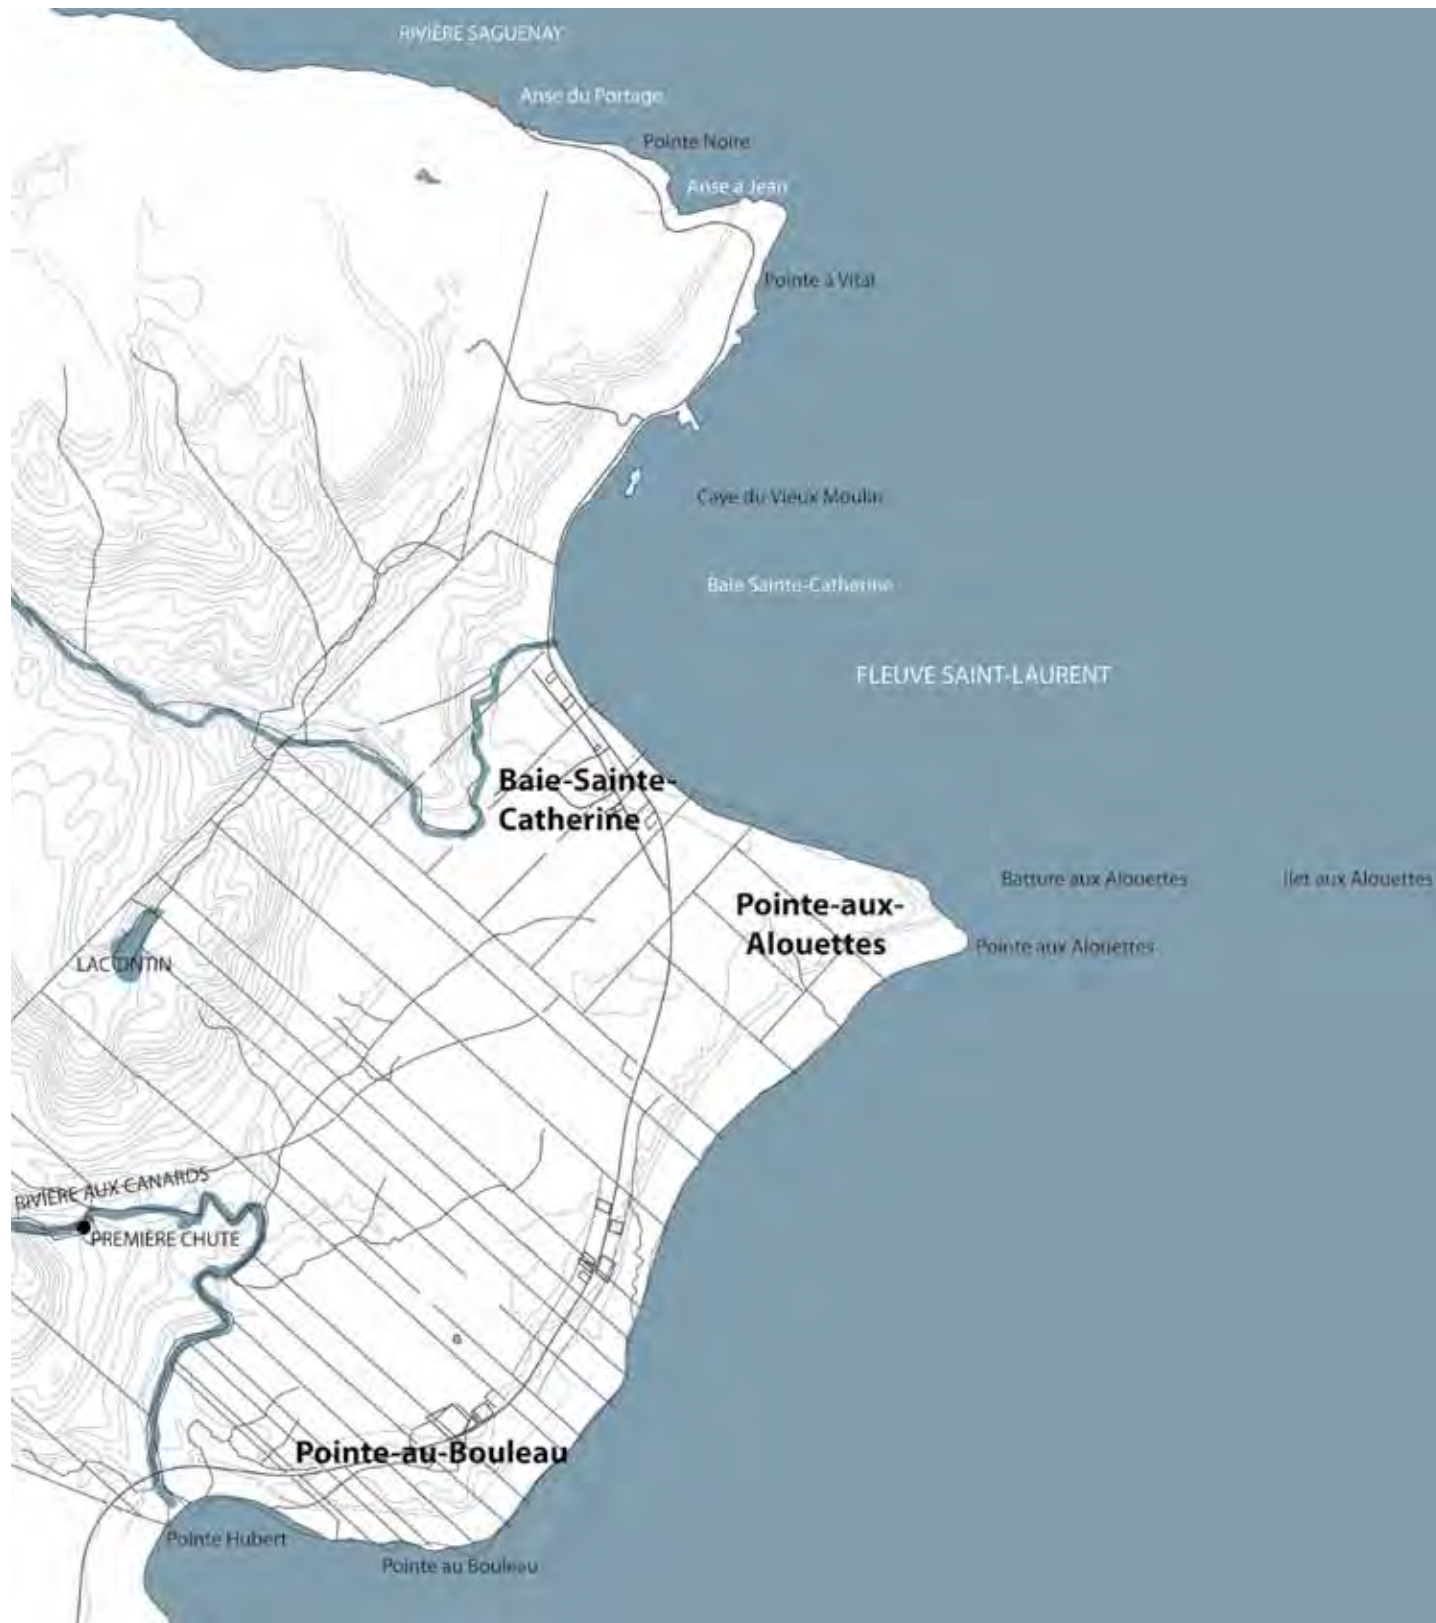 RIVIÈRE SAGUENAY
Anse du Portage
Pointe Noire
Anse à Jean
Pointe à Vital
Caye du Vieux Moulin
Baie Sainte-Catherine
FLEUVE SAINT-LAURENT
Baie-Sainte-
Catherine
Batture aux Alouettes
Ilet aux Alouettes
Pointe-aux-
Alouettes
Pointe aux Alouettes
LAC TINTIN
RIVIÈRE AUX CANARDS
PREMIÈRE CHUTE
Pointe-au-Bouleau
Pointe Hubert
Pointe au Bouleau